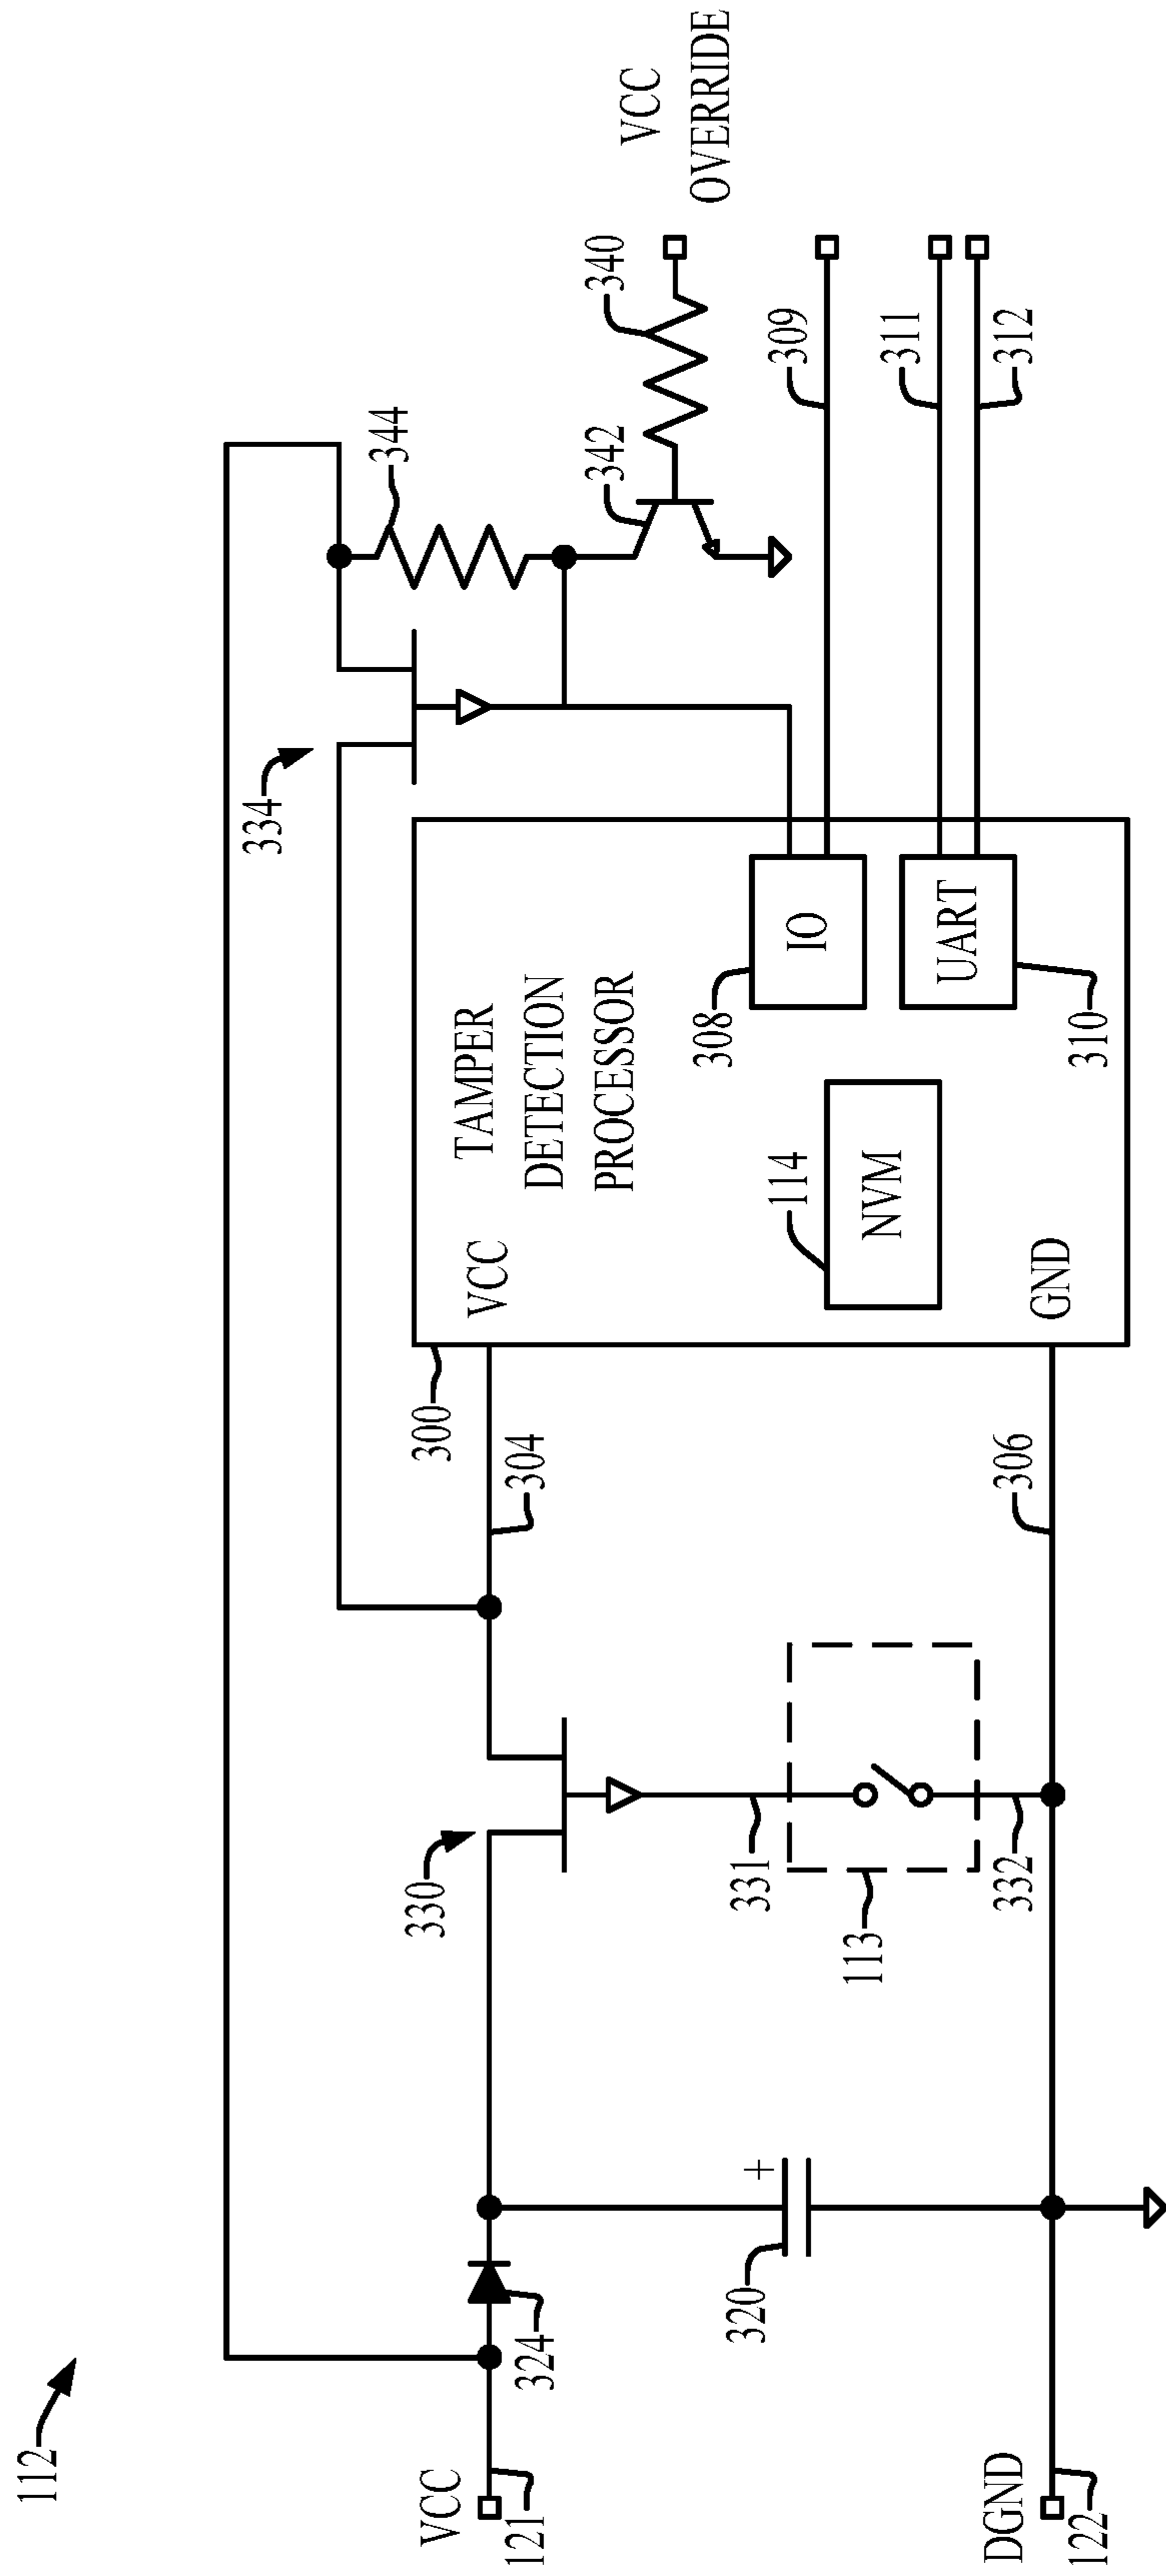 112
VCC
121
DGND
122
324
320
+
330
331
113
332
304
306
300
VCC
GND
TAMPER
DETECTION
PROCESSOR
114
NVM
308
IO
310
UART
334
344
342
340
309
311
312
VCC
OVERRIDE